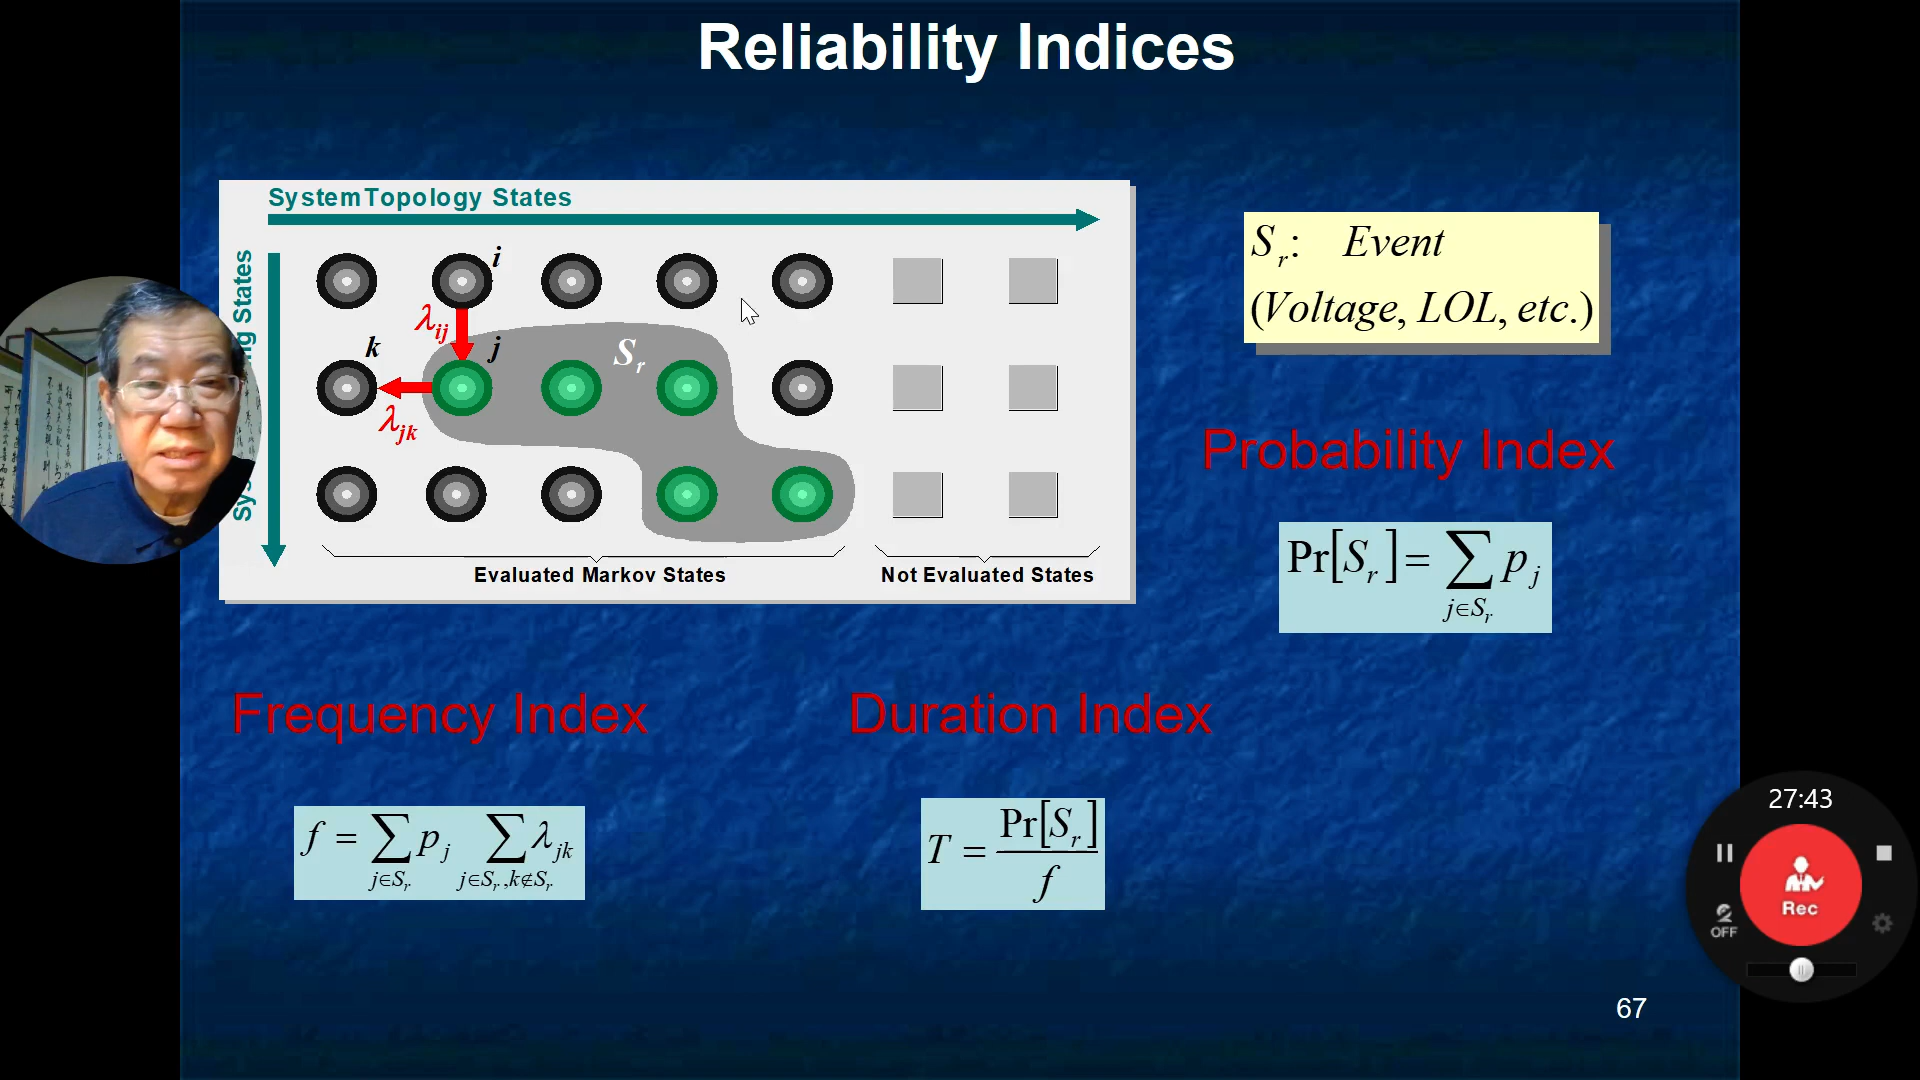 Reliability Indices
System Topology States
i
λij
k
j
Sr
λjk
Evaluated Markov States
Not Evaluated States
Sr: Event
(Voltage, LOL, etc.)
Probability Index
Pr[Sr] = ∑ pj
j∈Sr
Frequency Index
Duration Index
f = ∑ pj ∑ λjk
j∈Sr j∈Sr, k∉Sr
T = Pr[Sr]
f
27:43
Rec
OFF
67
States